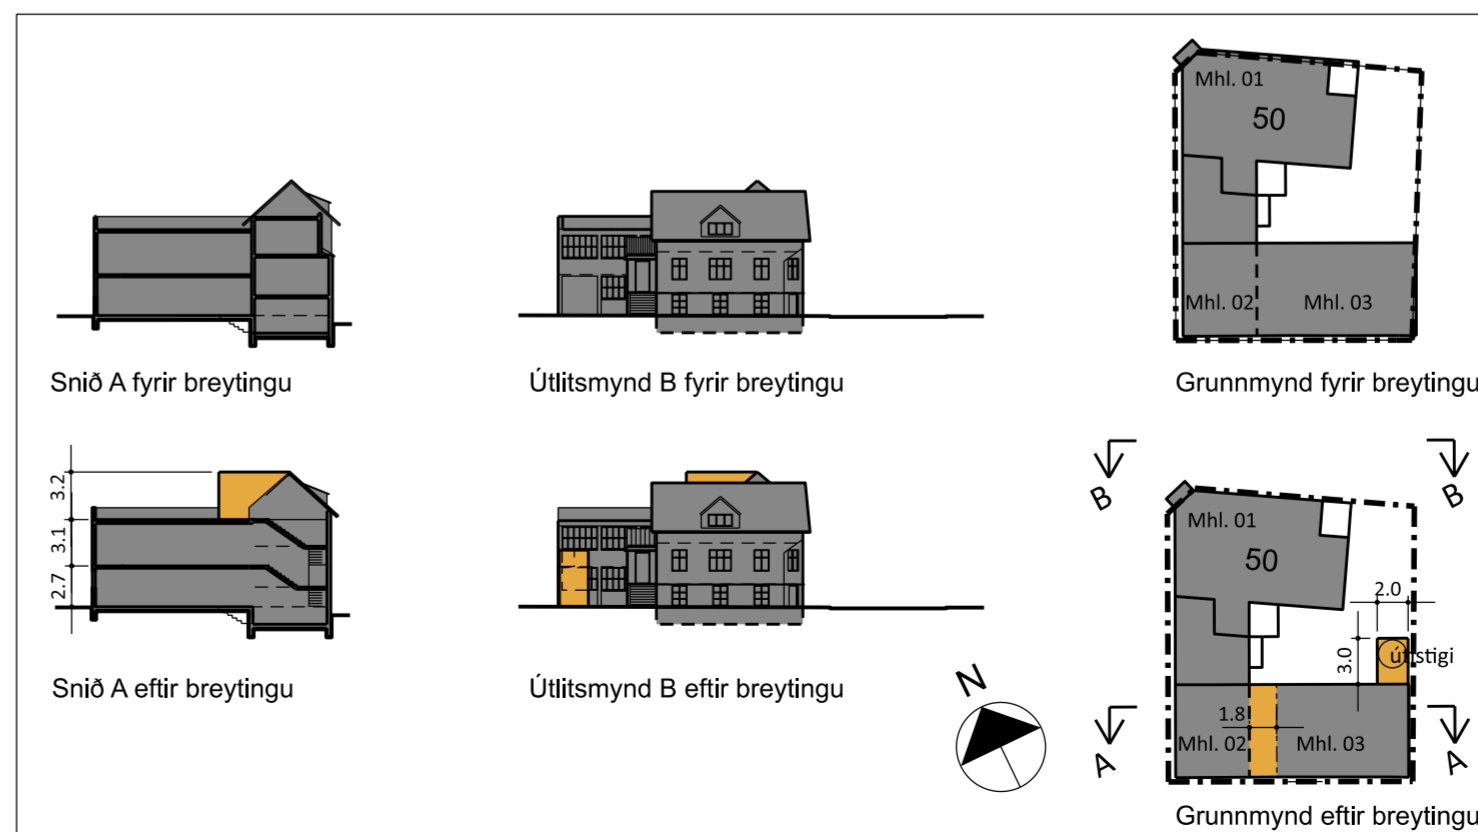 Mhl. 01
50
Mhl. 02
Mhl. 03
Snið A fyrir breytingu
Útlitsmynd B fyrir breytingu
Grunnmynd fyrir breytingu
3.2
3.1
2.7
Snið A eftir breytingu
Útlitsmynd B eftir breytingu
N
B
B
Mhl. 01
50
2.0
3.0
útistigi
1.8
Mhl. 02
Mhl. 03
A
A
Grunnmynd eftir breytingu